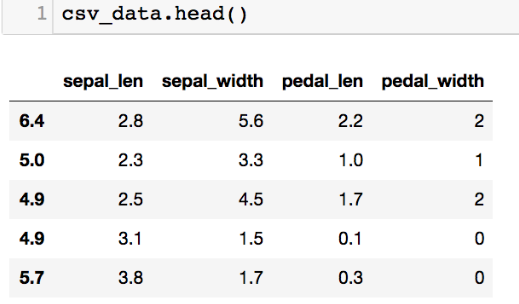 1 csv_data.head()
sepal_len sepal_width pedal_len pedal_width
6.4 2.8 5.6 2.2 2
5.0 2.3 3.3 1.0 1
4.9 2.5 4.5 1.7 2
4.9 3.1 1.5 0.1 0
5.7 3.8 1.7 0.3 0